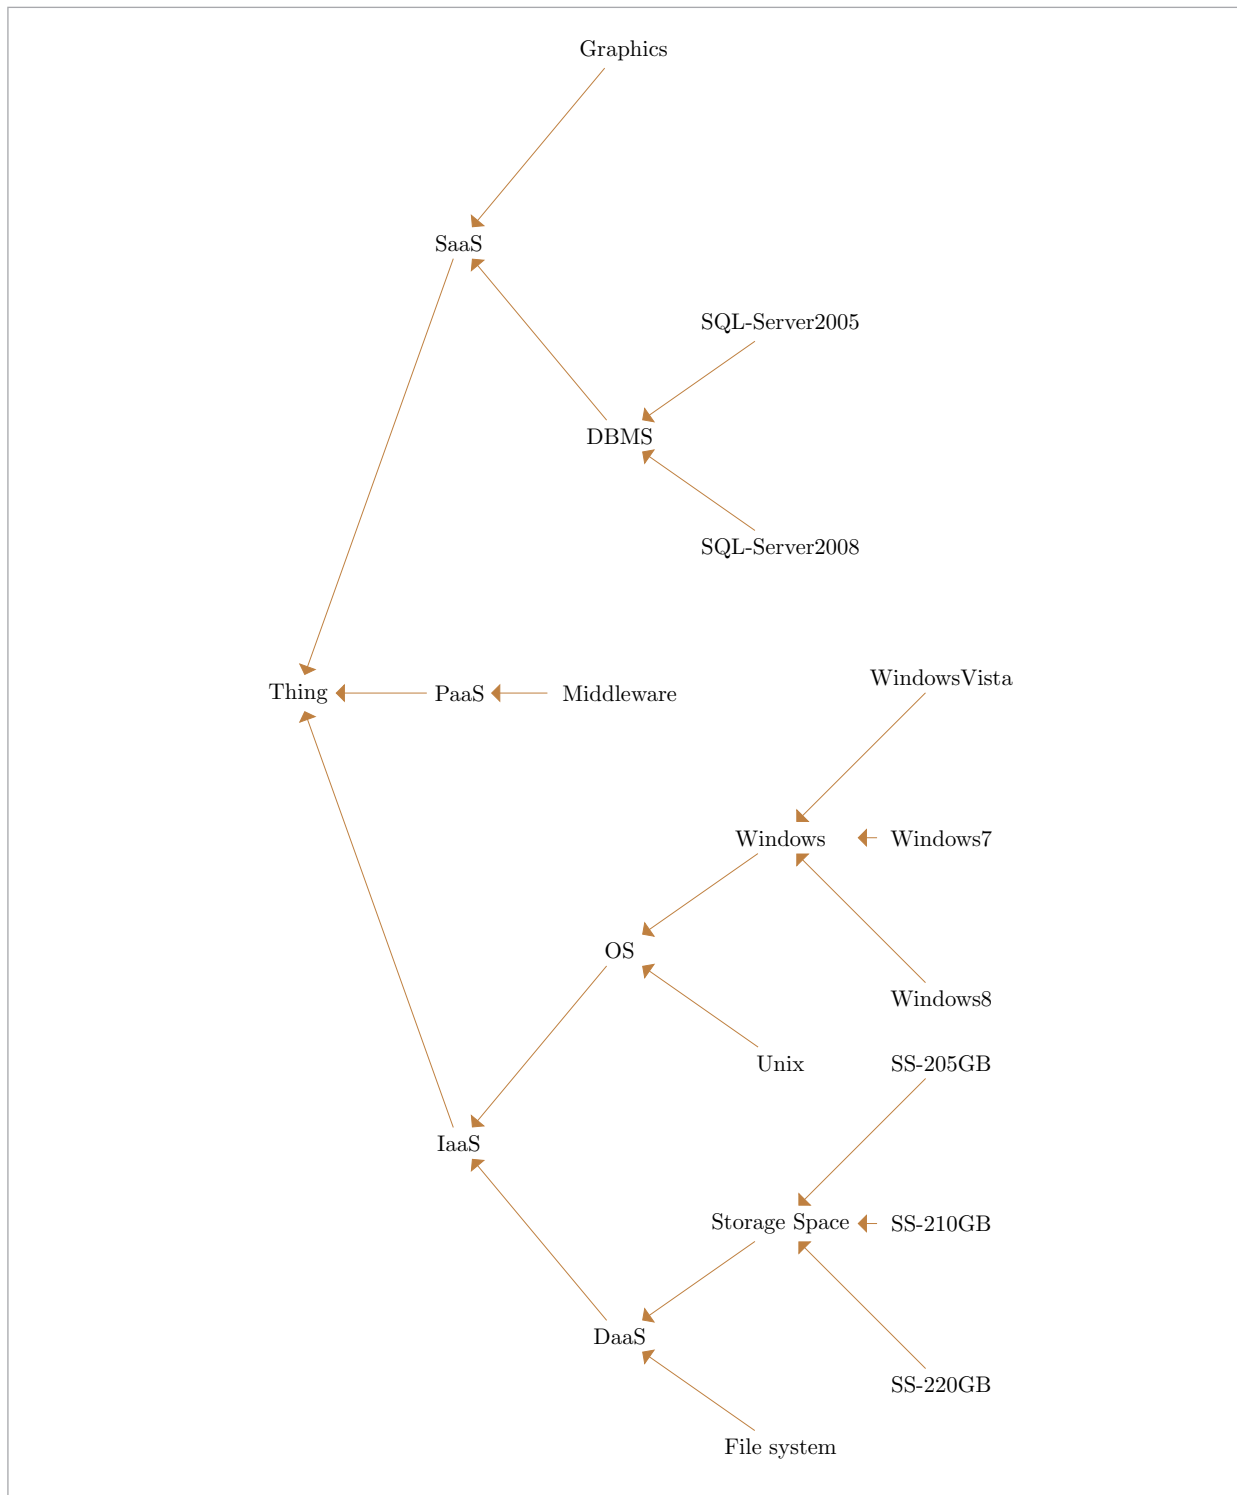 Graphics
SaaS
SQL-Server2005
DBMS
SQL-Server2008
WindowsVista
Thing
PaaS
Middleware
Windows
Windows7
OS
Windows8
Unix
SS-205GB
IaaS
Storage Space
SS-210GB
DaaS
SS-220GB
File system